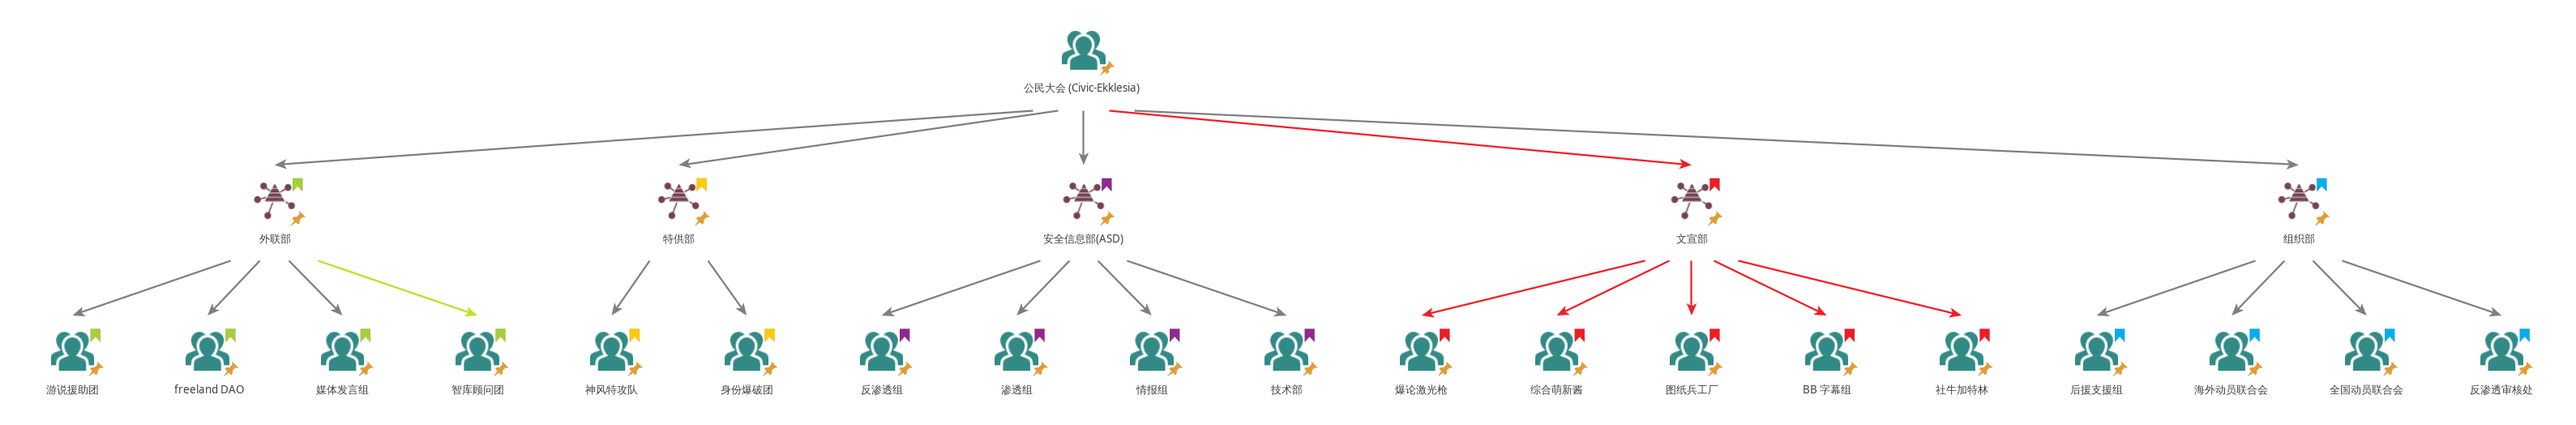 公民大会 (Civic-Ekklesia)
外联部
特供部
安全信息部(ASD)
文宣部
组织部
游说援助团
freeland DAO
媒体发言组
智库顾问团
神风特攻队
身份爆破团
反渗透组
渗透组
情报组
技术部
爆论激光枪
综合萌新酱
图纸兵工厂
BB 字幕组
社牛加特林
后援支援组
海外动员联合会
全国动员联合会
反渗透审核处